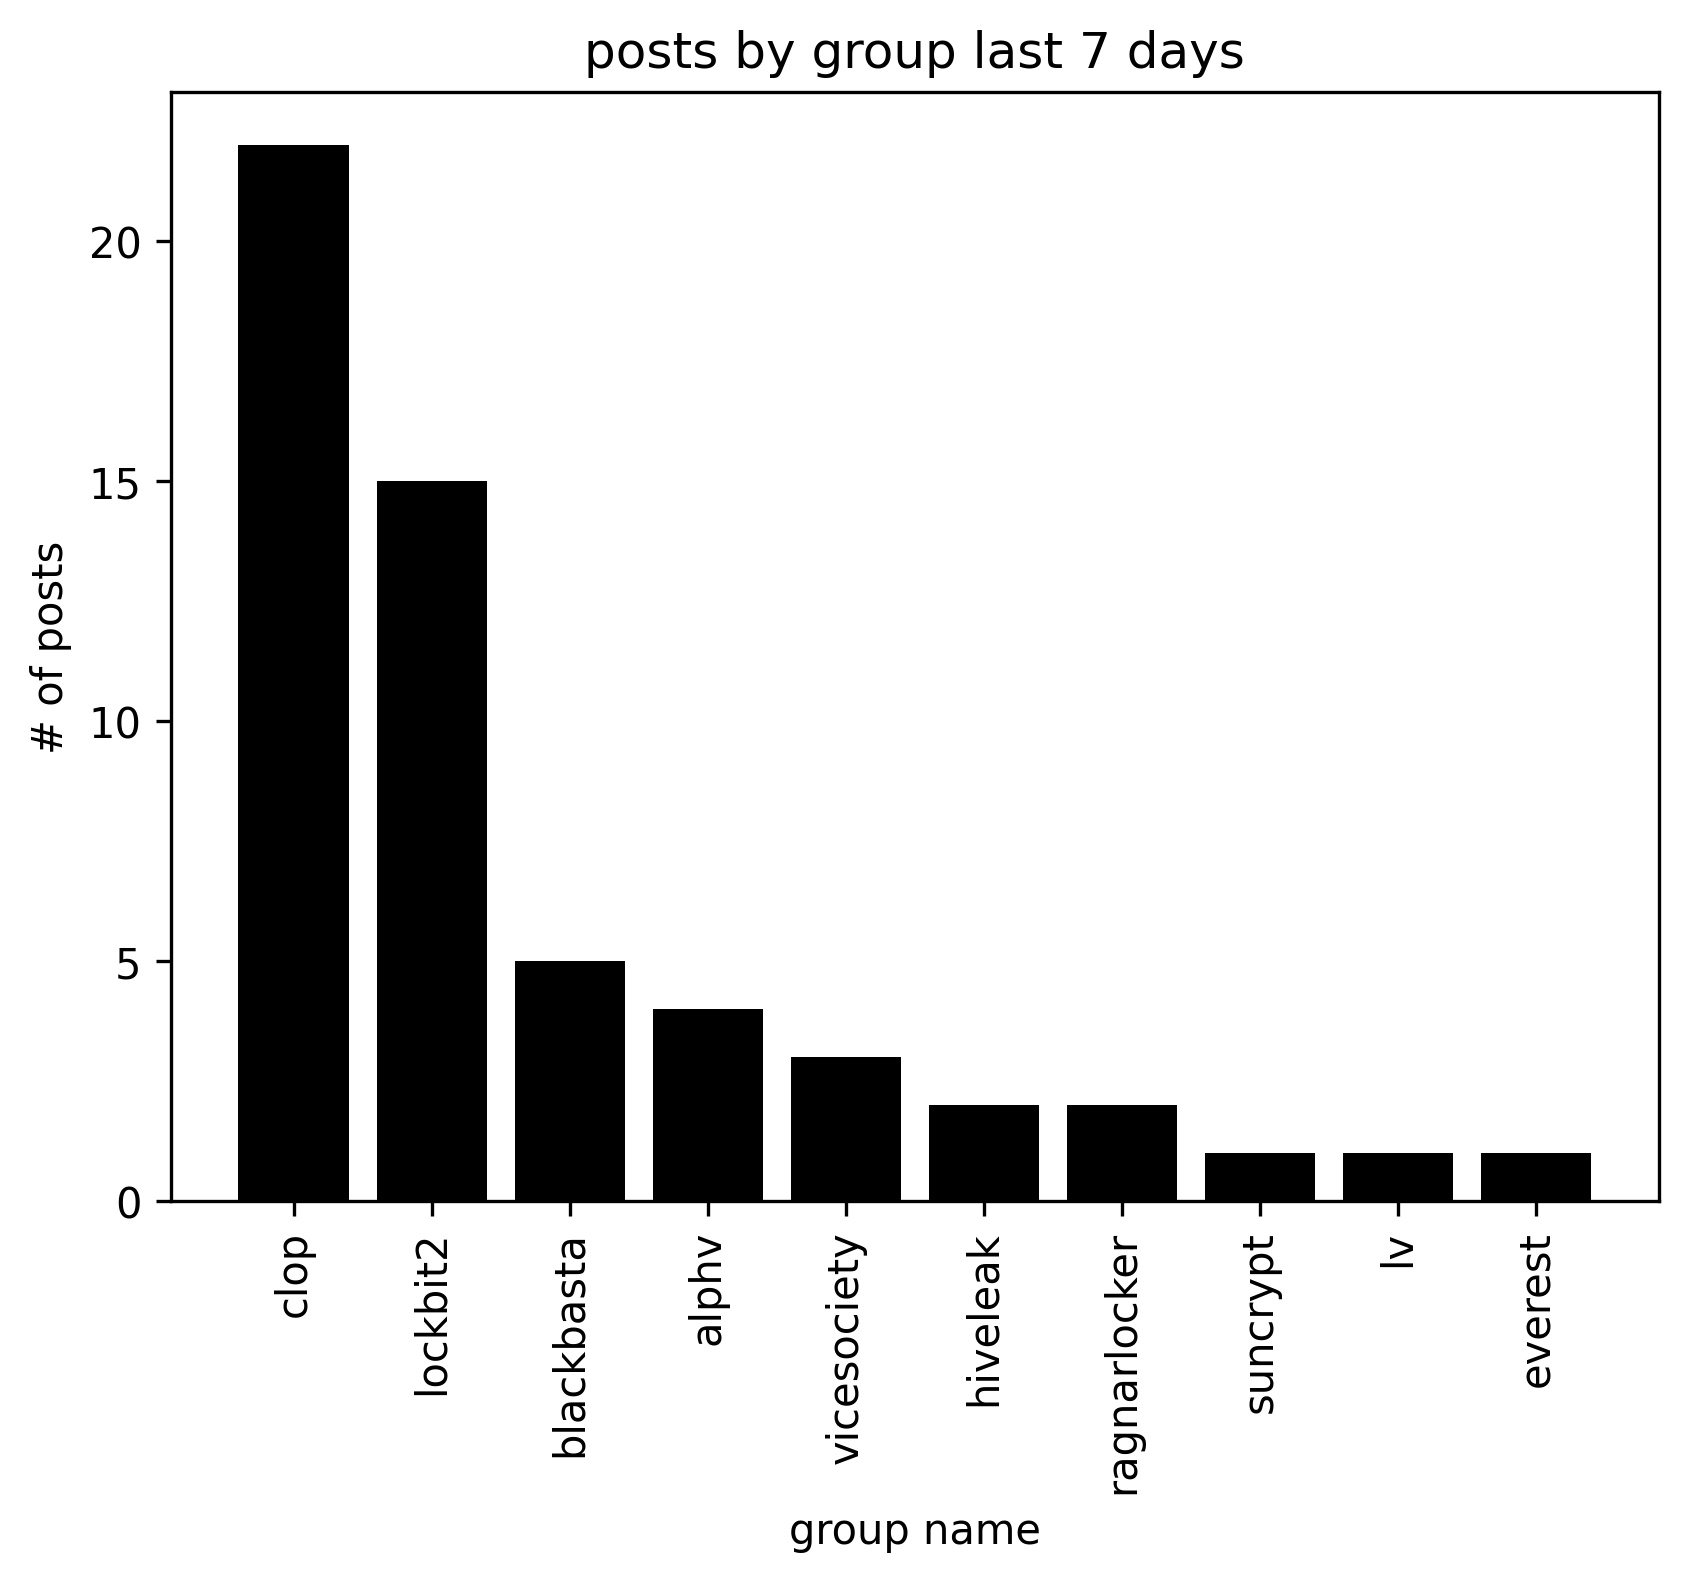 posts by group last 7 days
# of posts
20
15
10
5
0
clop
lockbit2
blackbasta
alphv
vicesociety
hiveleak
ragnarlocker
suncrypt
lv
everest
group name